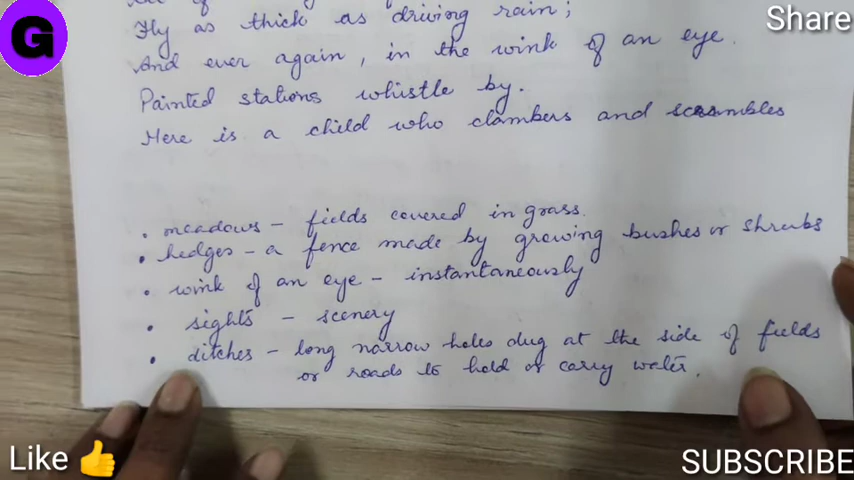 G
Share
Fly as thick as driving rain;
And ever again, in the wink of an eye.
Painted stations whistle by.
Here is a child who clambers and scrambles
• meadows - fields covered in grass.
• hedges - a fence made by growing bushes or shrubs
• wink of an eye - instantaneously
• sights - scenery
• ditches - long narrow holes dug at the side of fields
or roads to hold or carry water.
Like 👍
SUBSCRIBE